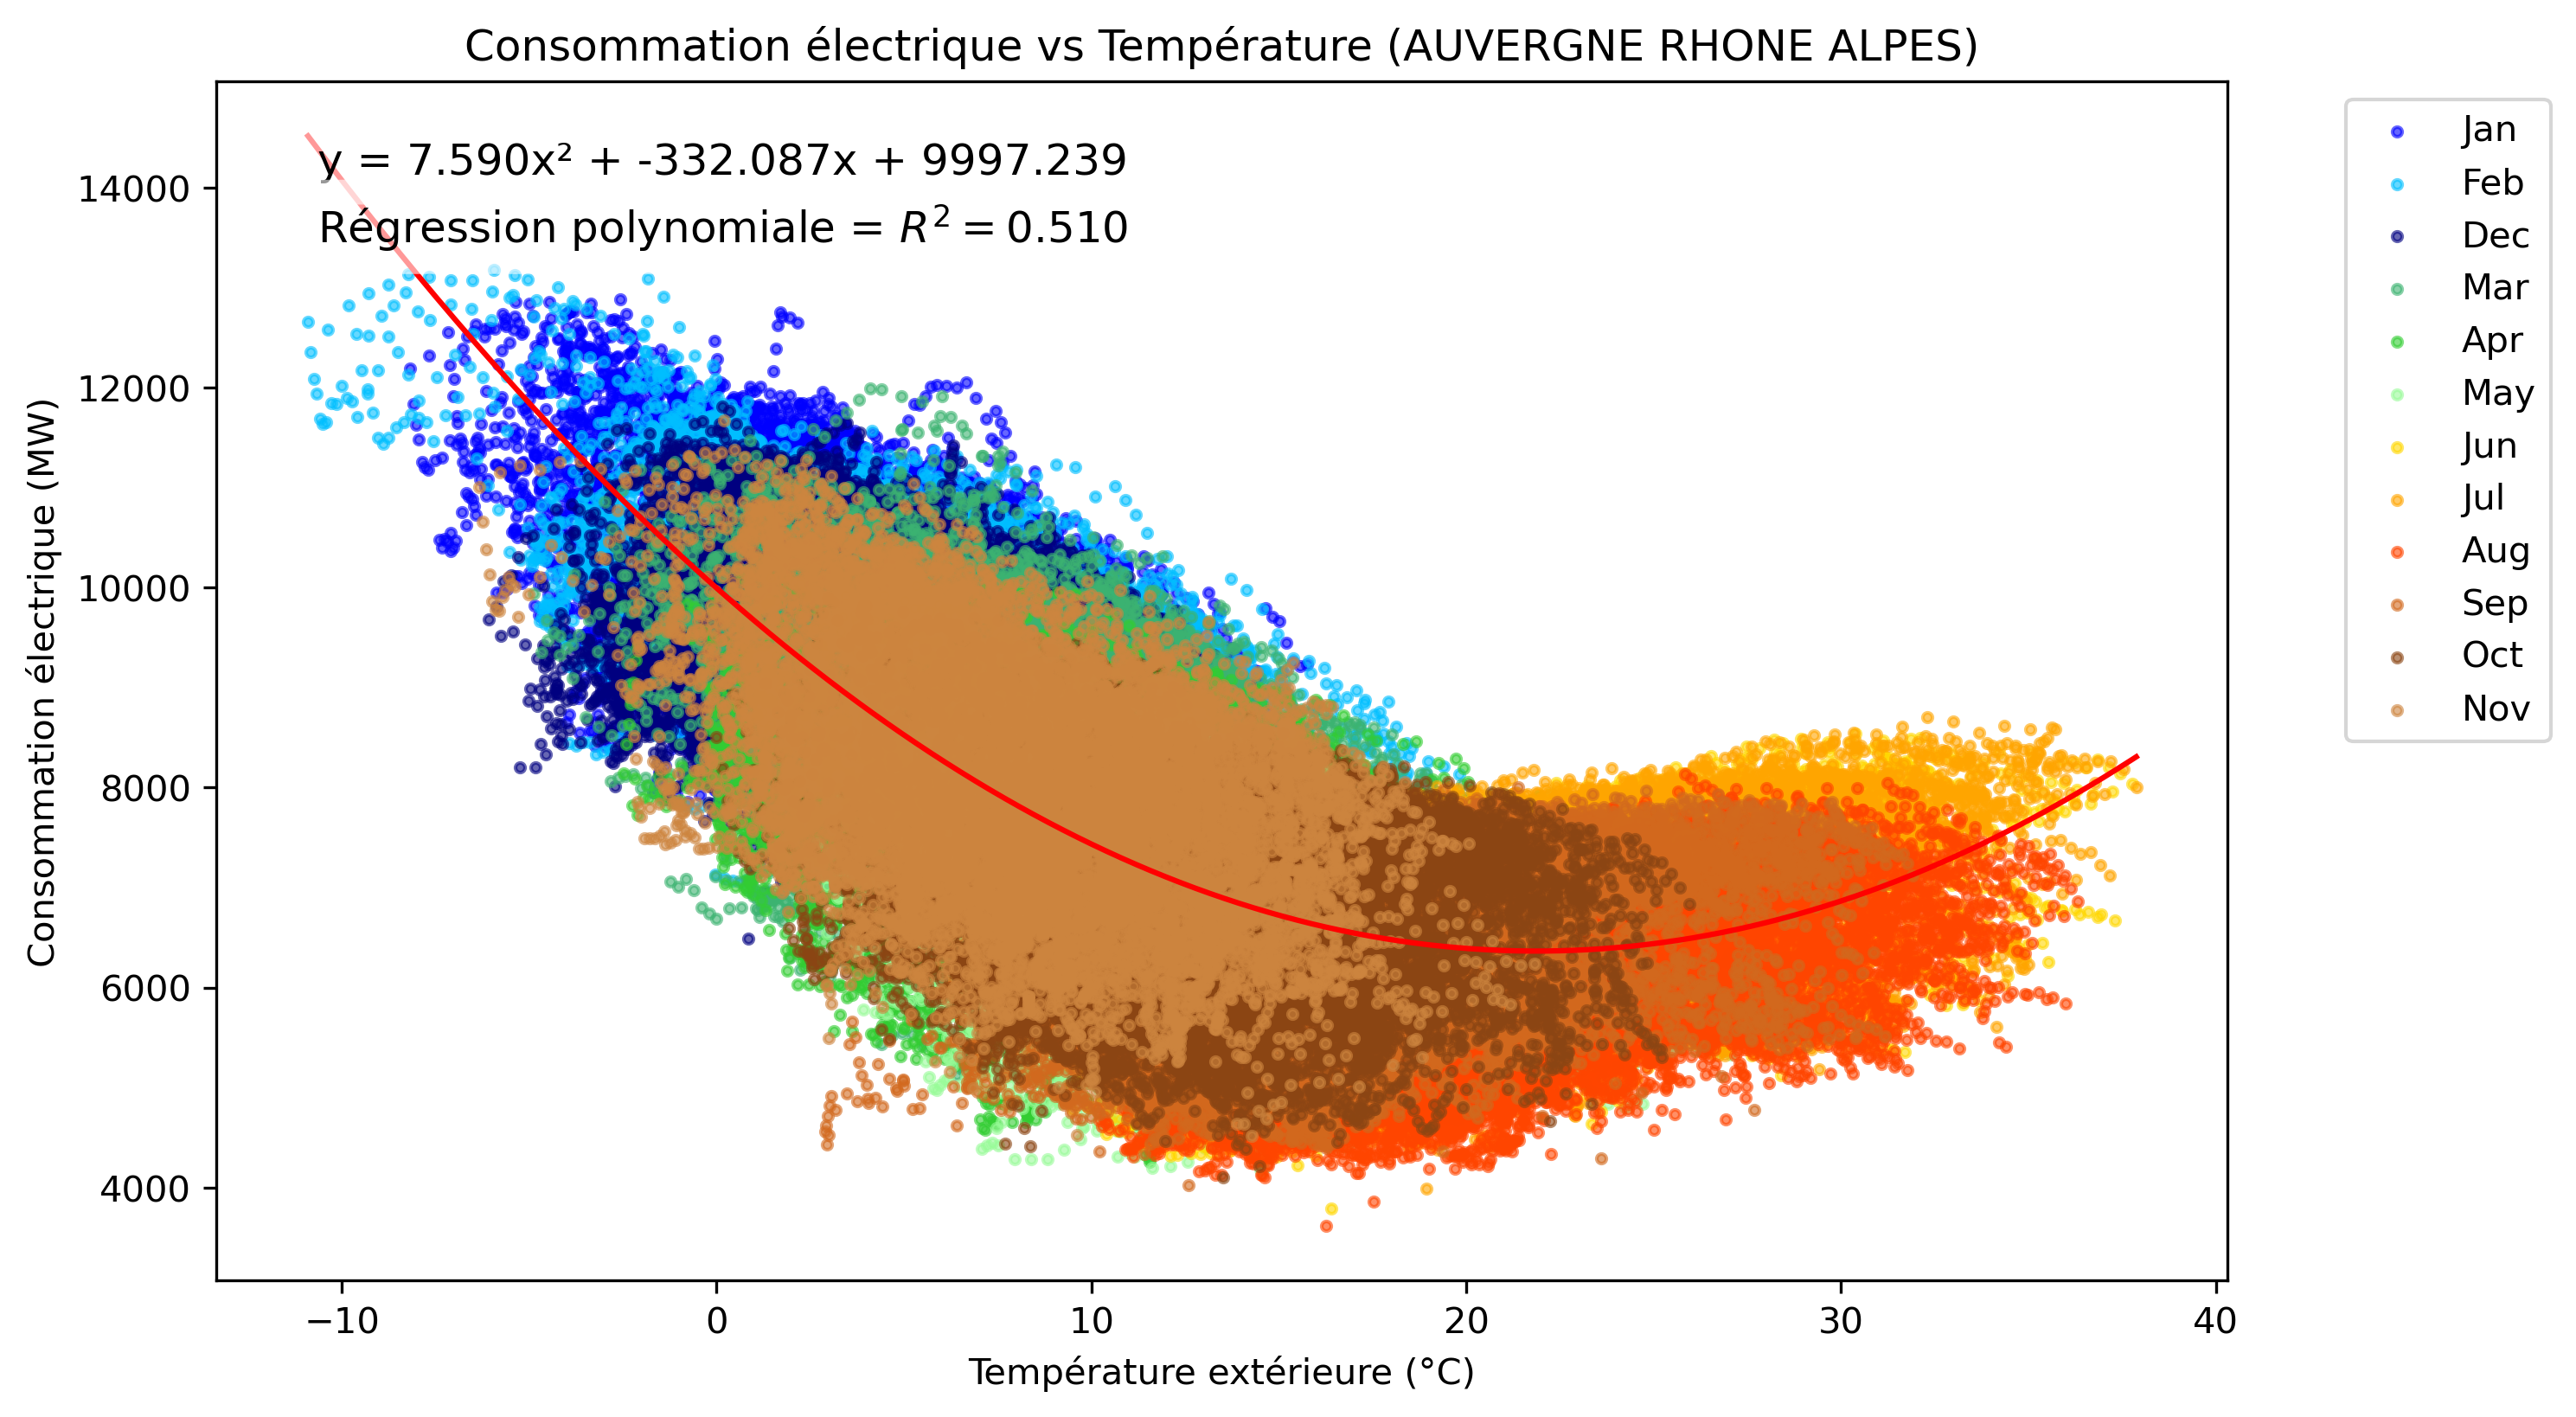 Consommation électrique vs Température (AUVERGNE RHONE ALPES)
y = 7.590x² + -332.087x + 9997.239
Régression polynomiale = R² = 0.510
14000
12000
10000
8000
6000
4000
Consommation électrique (MW)
−10
0
10
20
30
40
Température extérieure (°C)
Jan
Feb
Dec
Mar
Apr
May
Jun
Jul
Aug
Sep
Oct
Nov